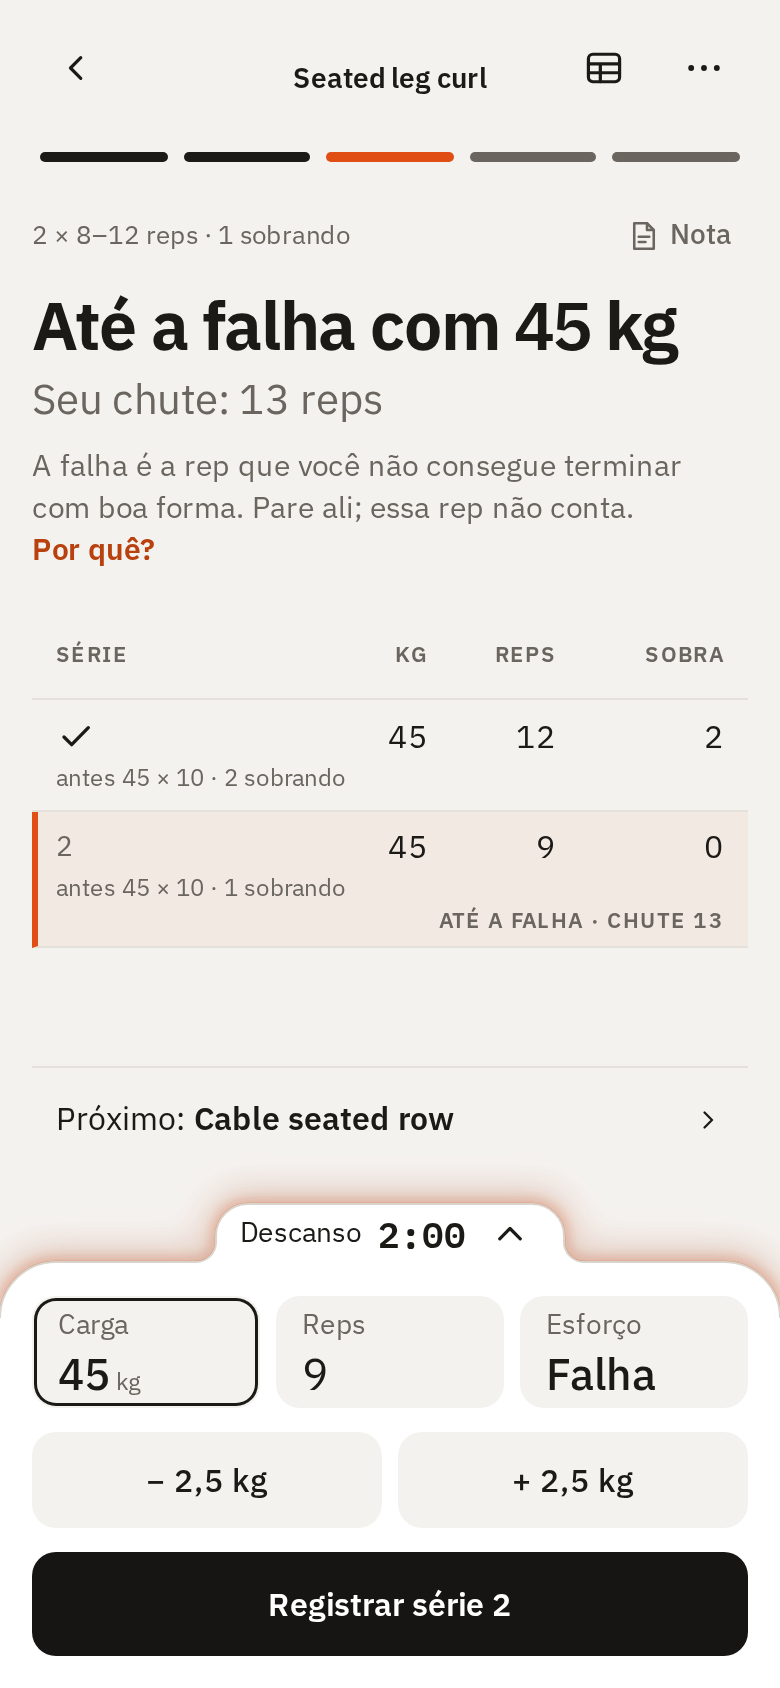 Seated leg curl
2 × 8–12 reps · 1 sobrando
Nota
Até a falha com 45 kg
Seu chute: 13 reps
A falha é a rep que você não consegue terminar
com boa forma. Pare ali; essa rep não conta.
Por quê?
SÉRIE KG REPS SOBRA
45 12 2
antes 45 × 10 · 2 sobrando
2 45 9 0
antes 45 × 10 · 1 sobrando
ATÉ A FALHA · CHUTE 13
Próximo: Cable seated row
Descanso 2:00
Carga Reps Esforço
45 kg 9 Falha
– 2,5 kg + 2,5 kg
Registrar série 2